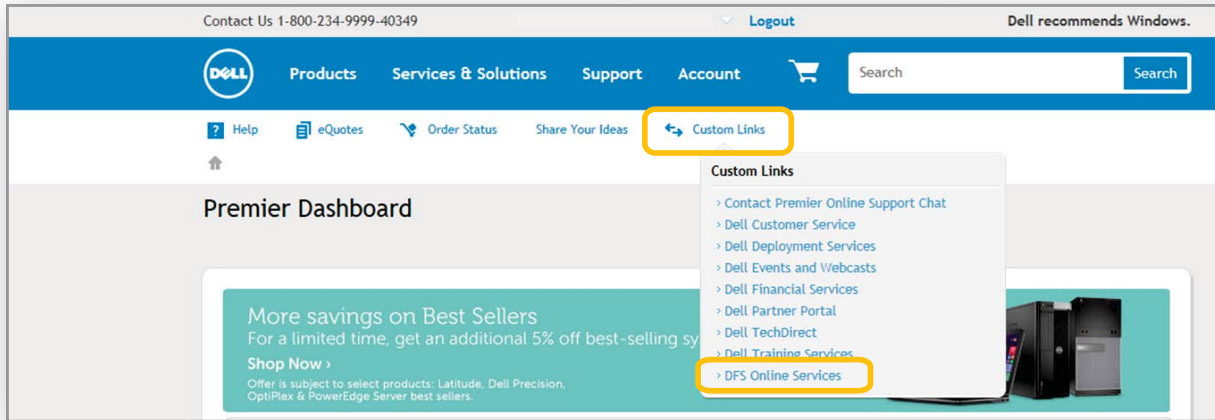 Contact Us 1-800-234-9999-40349 Logout Dell recommends Windows.
DELL Products Services & Solutions Support Account Search Search
? Help eQuotes Order Status Share Your Ideas Custom Links
Custom Links
Premier Dashboard
› Contact Premier Online Support Chat
› Dell Customer Service
› Dell Deployment Services
› Dell Events and Webcasts
› Dell Financial Services
› Dell Partner Portal
› Dell TechDirect
› Dell Training Services
› DFS Online Services
More savings on Best Sellers
For a limited time, get an additional 5% off best-selling sy
Shop Now ›
Offer is subject to select products: Latitude, Dell Precision,
OptiPlex & PowerEdge Server best sellers.